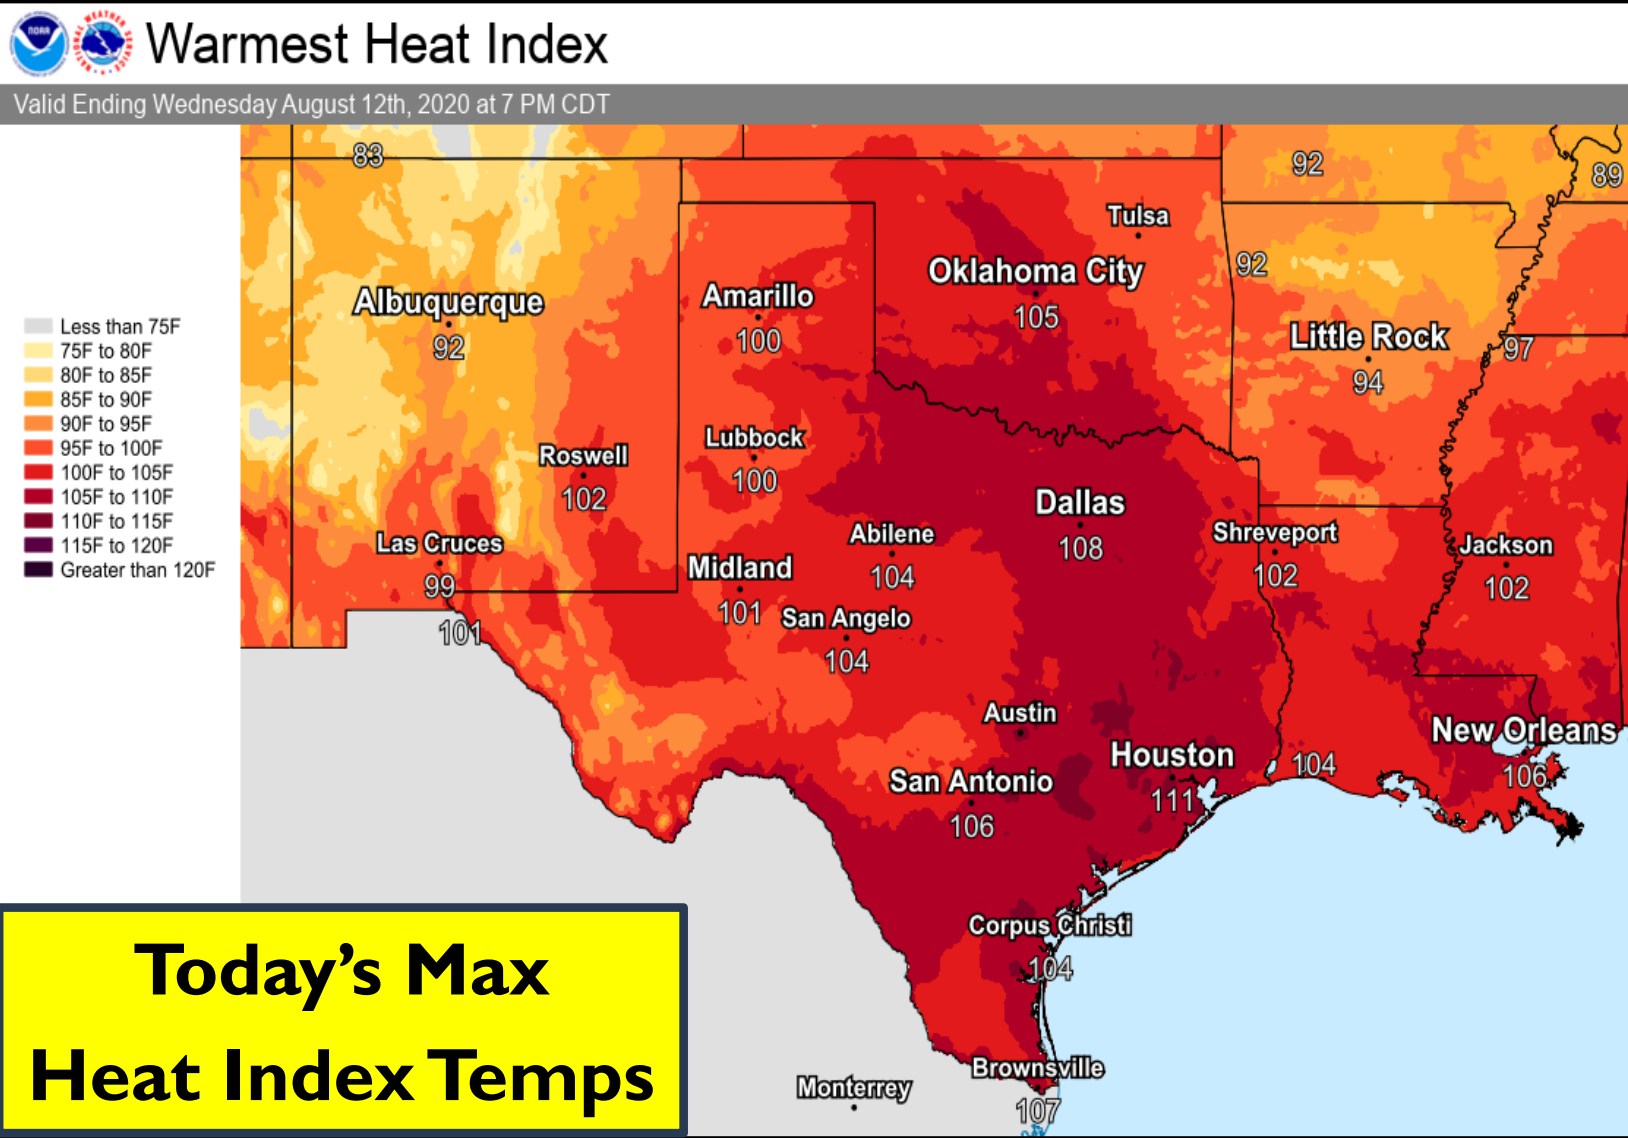 NOAA
NATIONAL WEATHER SERVICE
Warmest Heat Index
Valid Ending Wednesday August 12th, 2020 at 7 PM CDT
Less than 75F
75F to 80F
80F to 85F
85F to 90F
90F to 95F
95F to 100F
100F to 105F
105F to 110F
110F to 115F
115F to 120F
Greater than 120F
83
92
89
Tulsa
Oklahoma City
105
92
Albuquerque
92
Amarillo
100
Little Rock
94
97
Roswell
102
Lubbock
100
Dallas
108
Las Cruces
99
101
Midland
101
Abilene
104
San Angelo
104
Shreveport
102
Jackson
102
Austin
Houston
111
San Antonio
106
104
New Orleans
106
Corpus Christi
104
Brownsville
107
Monterrey
Today's Max
Heat Index Temps